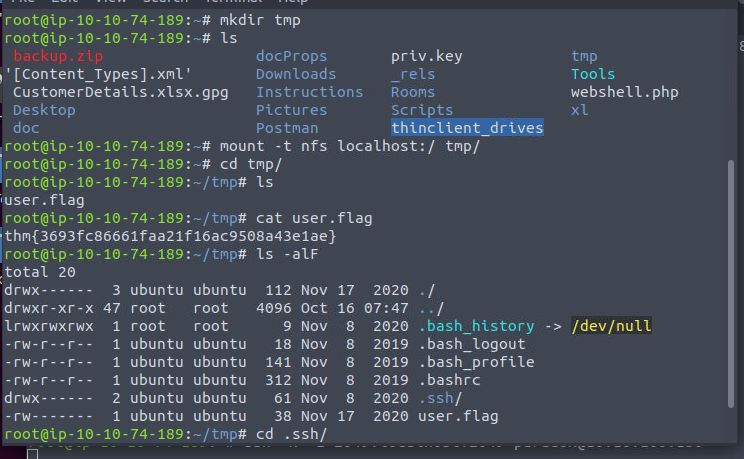 root@ip-10-10-74-189:~# mkdir tmp
root@ip-10-10-74-189:~# ls
backup.zip docProps priv.key tmp
'[Content_Types].xml' Downloads _rels Tools
CustomerDetails.xlsx.gpg Instructions Rooms webshell.php
Desktop Pictures Scripts xl
doc Postman thinclient_drives
root@ip-10-10-74-189:~# mount -t nfs localhost:/ tmp/
root@ip-10-10-74-189:~# cd tmp/
root@ip-10-10-74-189:~/tmp# ls
user.flag
root@ip-10-10-74-189:~/tmp# cat user.flag
thm{3693fc86661faa21f16ac9508a43e1ae}
root@ip-10-10-74-189:~/tmp# ls -alF
total 20
drwx------ 3 ubuntu ubuntu 112 Nov 17 2020 ./
drwxr-xr-x 47 root root 4096 Oct 16 07:47 ../
lrwxrwxrwx 1 root root 9 Nov 8 2020 .bash_history -> /dev/null
-rw-r--r-- 1 ubuntu ubuntu 18 Nov 8 2019 .bash_logout
-rw-r--r-- 1 ubuntu ubuntu 141 Nov 8 2019 .bash_profile
-rw-r--r-- 1 ubuntu ubuntu 312 Nov 8 2019 .bashrc
drwx------ 2 ubuntu ubuntu 61 Nov 8 2020 .ssh/
-rw------- 1 ubuntu ubuntu 38 Nov 17 2020 user.flag
root@ip-10-10-74-189:~/tmp# cd .ssh/